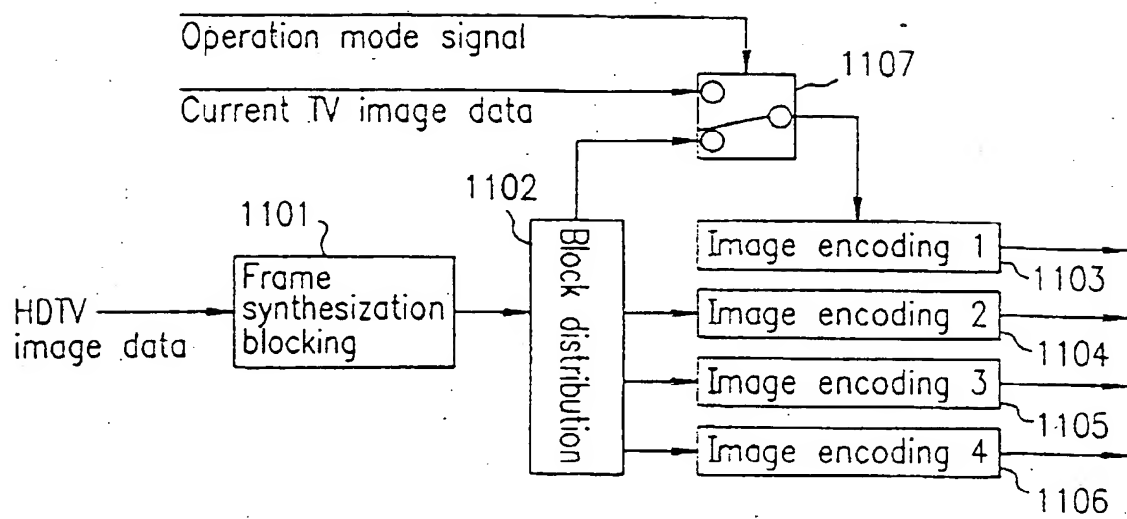 Operation mode signal
1107
Current TV image data
1102
1101
Frame
synthesization
blocking
HDTV
image data
Block distribution
Image encoding 1
1103
Image encoding 2
1104
Image encoding 3
1105
Image encoding 4
1106